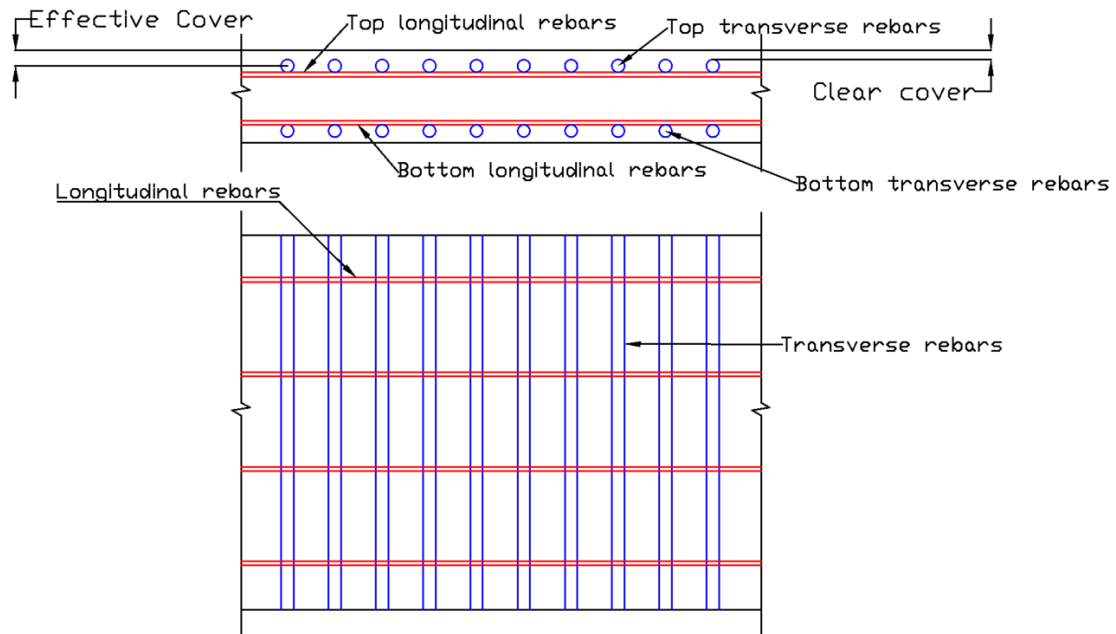 Effective Cover
Top longitudinal rebars
Top transverse rebars
Clear cover
Bottom longitudinal rebars
Bottom transverse rebars
Longitudinal rebars
Transverse rebars